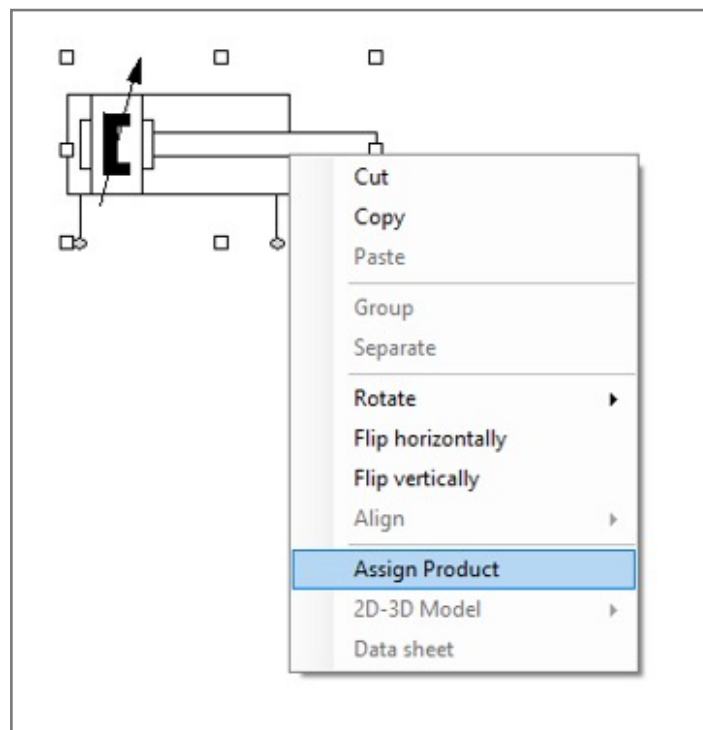 Cut
Copy
Paste
Group
Separate
Rotate
Flip horizontally
Flip vertically
Align
Assign Product
2D-3D Model
Data sheet